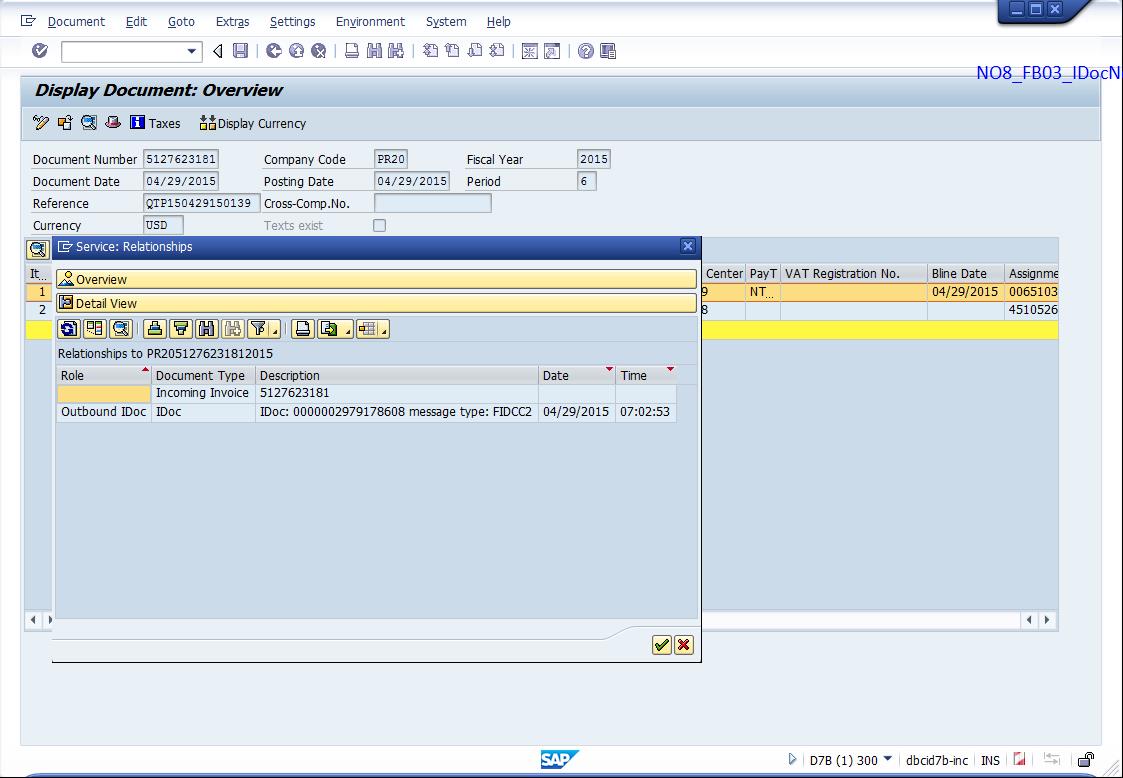 Document Edit Goto Extras Settings Environment System Help
NO8_FB03_IDocN
Display Document: Overview
Taxes Display Currency
Document Number 5127623181 Company Code PR20 Fiscal Year 2015
Document Date 04/29/2015 Posting Date 04/29/2015 Period 6
Reference QTP150429150139 Cross-Comp.No.
Currency USD Texts exist
Service: Relationships
It... Center PayT VAT Registration No. Bline Date Assignme
Overview
1 9 NT... 04/29/2015 0065103
Detail View
2 8 4510526
Relationships to PR2051276231812015
Role Document Type Description Date Time
Incoming Invoice 5127623181
Outbound IDoc IDoc IDoc: 0000002979178608 message type: FIDCC2 04/29/2015 07:02:53
SAP D7B (1) 300 dbcid7b-inc INS